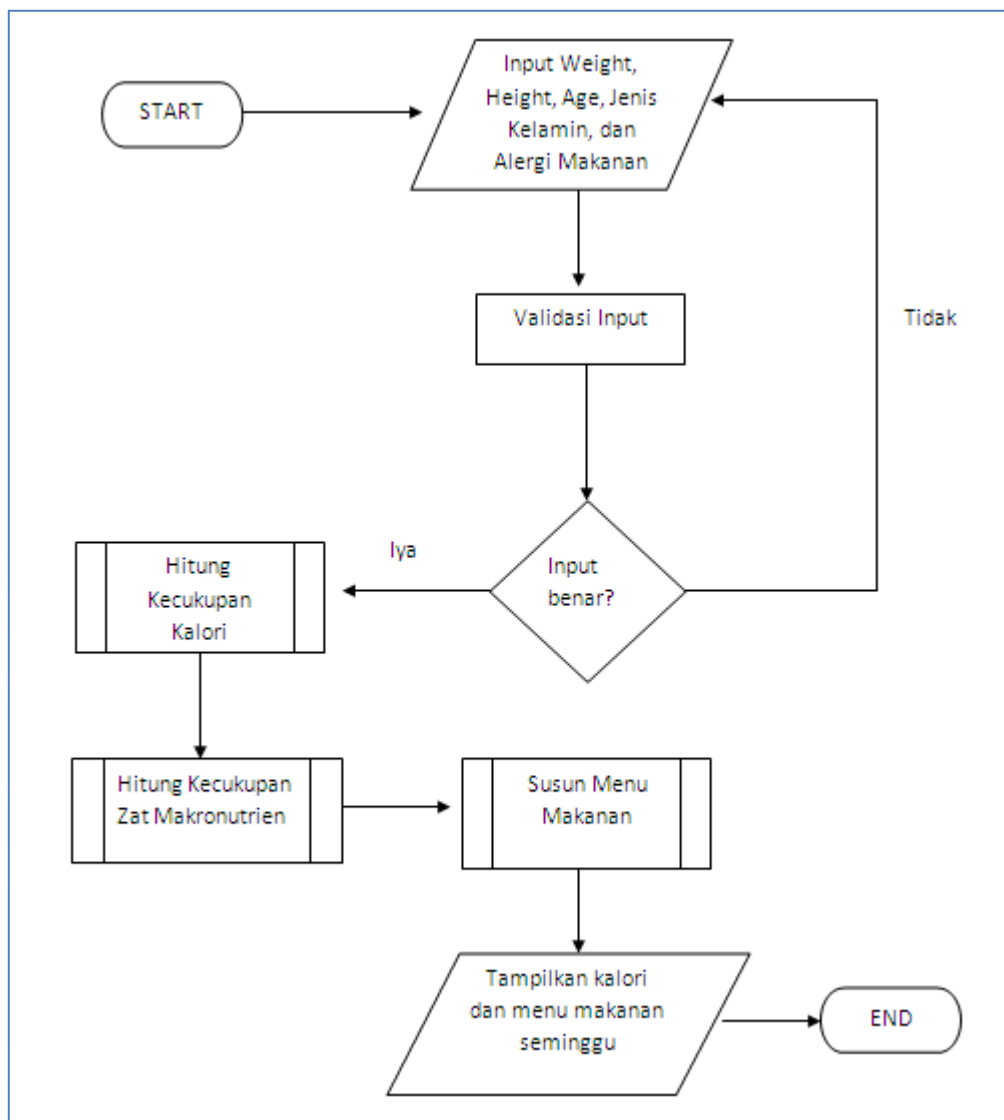 START
Input Weight,
Height, Age, Jenis
Kelamin, dan
Alergi Makanan
Validasi Input
Tidak
Input
benar?
Iya
Hitung
Kecukupan
Kalori
Hitung Kecukupan
Zat Makronutrien
Susun Menu
Makanan
Tampilkan kalori
dan menu makanan
seminggu
END